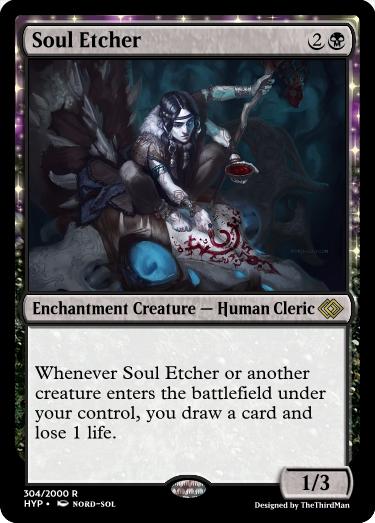 Soul Etcher 2
Enchantment Creature — Human Cleric
Whenever Soul Etcher or another
creature enters the battlefield under
your control, you draw a card and
lose 1 life.
1/3
304/2000 R
HYP • NORD-SOL
Designed by TheThirdMan